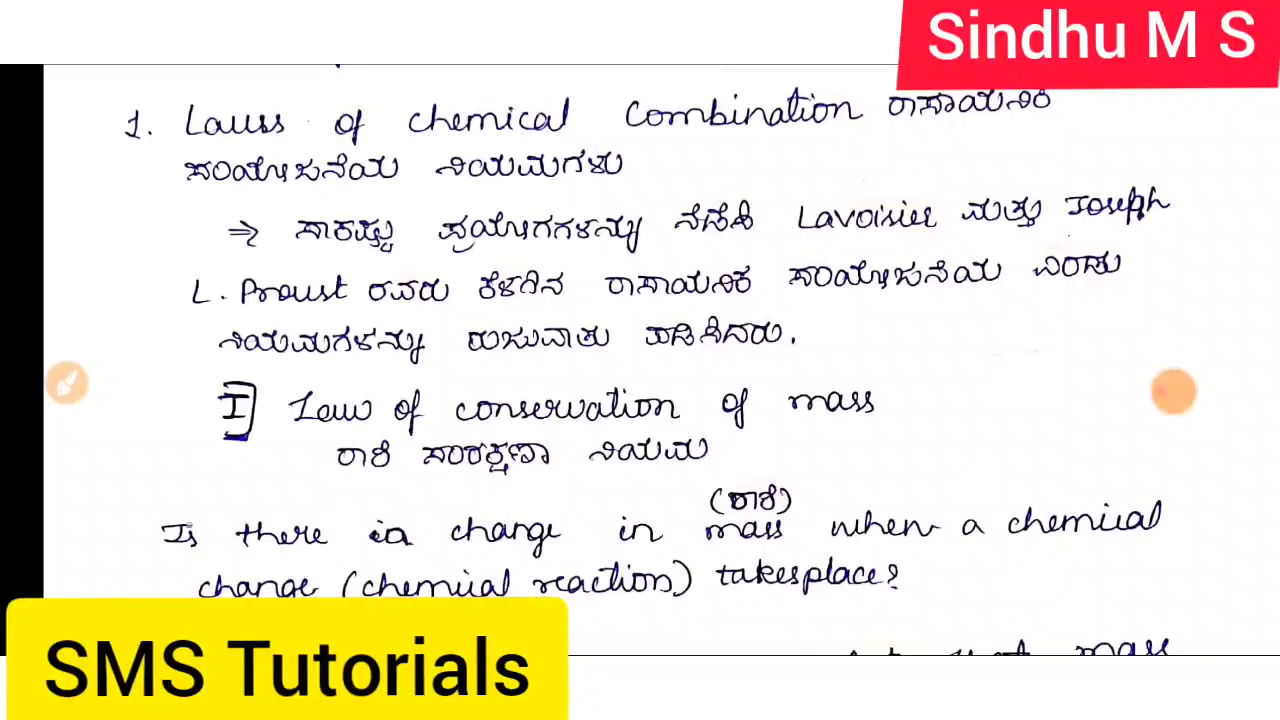 Sindhu M S
1. Laws of chemical Combination ರಾಸಾಯನಿಕ
ಸಂಯೋಜನೆಯ ನಿಯಮಗಳು
⇒ ಸಾಕಷ್ಟು ಪ್ರಯೋಗಗಳನ್ನು ನೆಡೆಸಿ Lavoisier ಮತ್ತು Joseph
L. Proust ರವರು ಕೆಳಗಿನ ರಾಸಾಯನಿಕ ಸಂಯೋಜನೆಯ ಎರಡು
ನಿಯಮಗಳನ್ನು ರುಜುವಾತು ಪಡಿಸಿದರು.
I] Law of conservation of mass
ರಾಶಿ ಸಂರಕ್ಷಣಾ ನಿಯಮ
(ರಾಶಿ)
Is there a change in mass when a chemical
change (chemical reaction) takesplace?
mass
SMS Tutorials